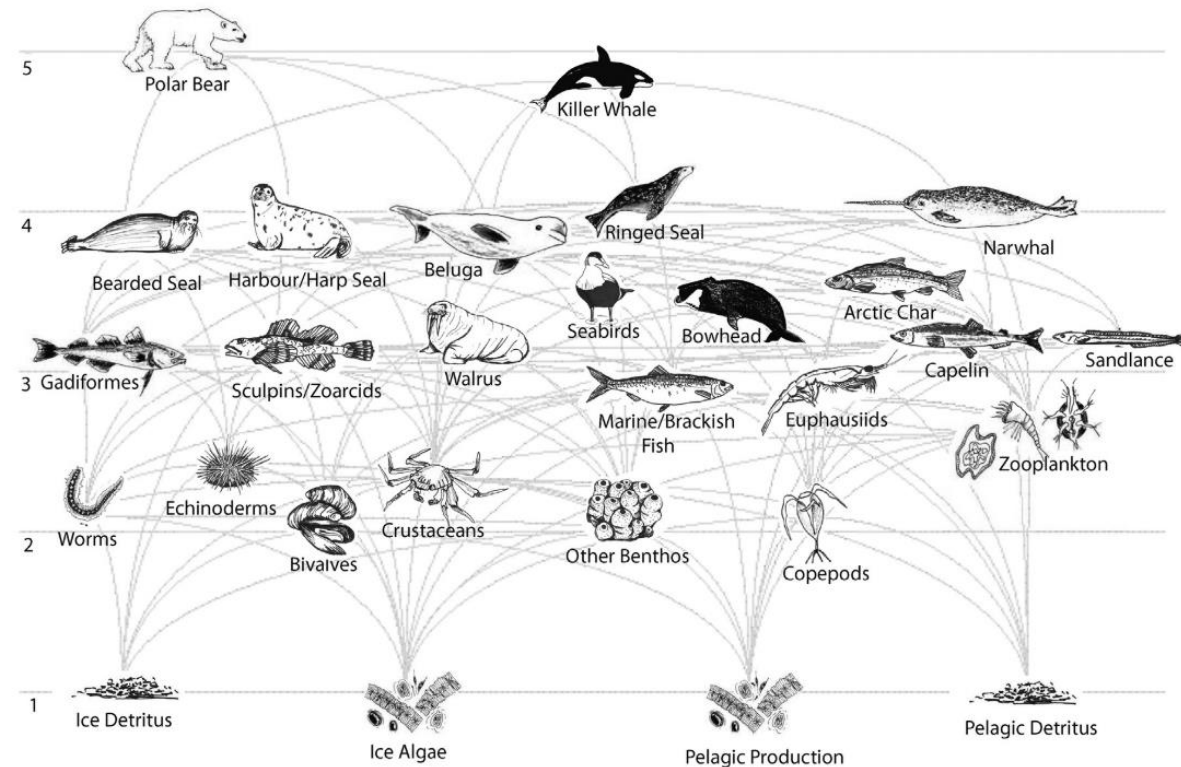 5
Polar Bear
Killer Whale
4
Bearded Seal
Harbour/Harp Seal
Beluga
Ringed Seal
Narwhal
Seabirds
Bowhead
Arctic Char
3
Gadiformes
Sculpins/Zoarcids
Walrus
Marine/Brackish
Fish
Euphausiids
Capelin
Sandlance
Zooplankton
2
Worms
Echinoderms
Bivalves
Crustaceans
Other Benthos
Copepods
1
Ice Detritus
Ice Algae
Pelagic Production
Pelagic Detritus